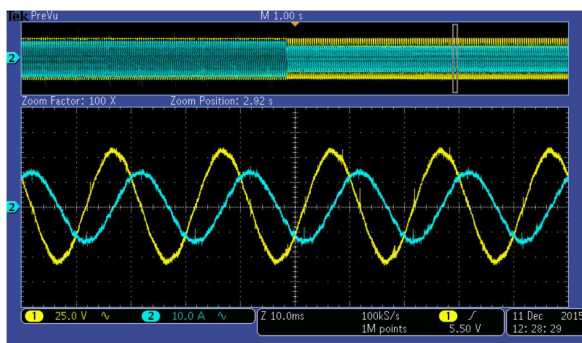 Tek PreVu M 1.00 s
2
Zoom Factor: 100 X Zoom Position: 2.92 s
2
1 25.0 V 2 10.0 A Z 10.0ms 100kS/s 1 5.50 V
1M points
11 Dec 2015
12:28:29